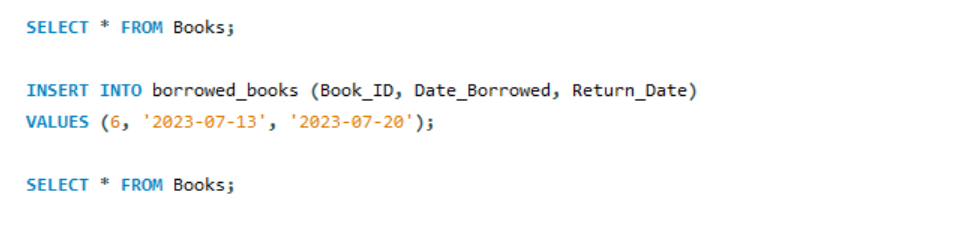 SELECT * FROM Books;
INSERT INTO borrowed_books (Book_ID, Date_Borrowed, Return_Date)
VALUES (6, '2023-07-13', '2023-07-20');
SELECT * FROM Books;